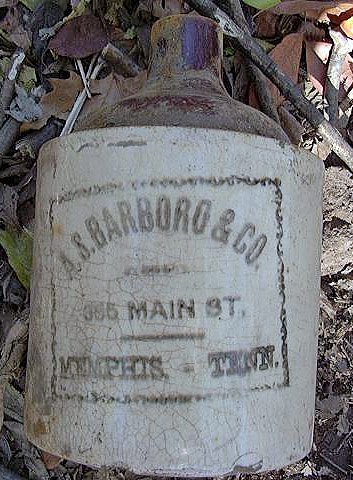 J.S.BARBORO & CO.
MAIN ST.
MEMPHIS. - TENN.